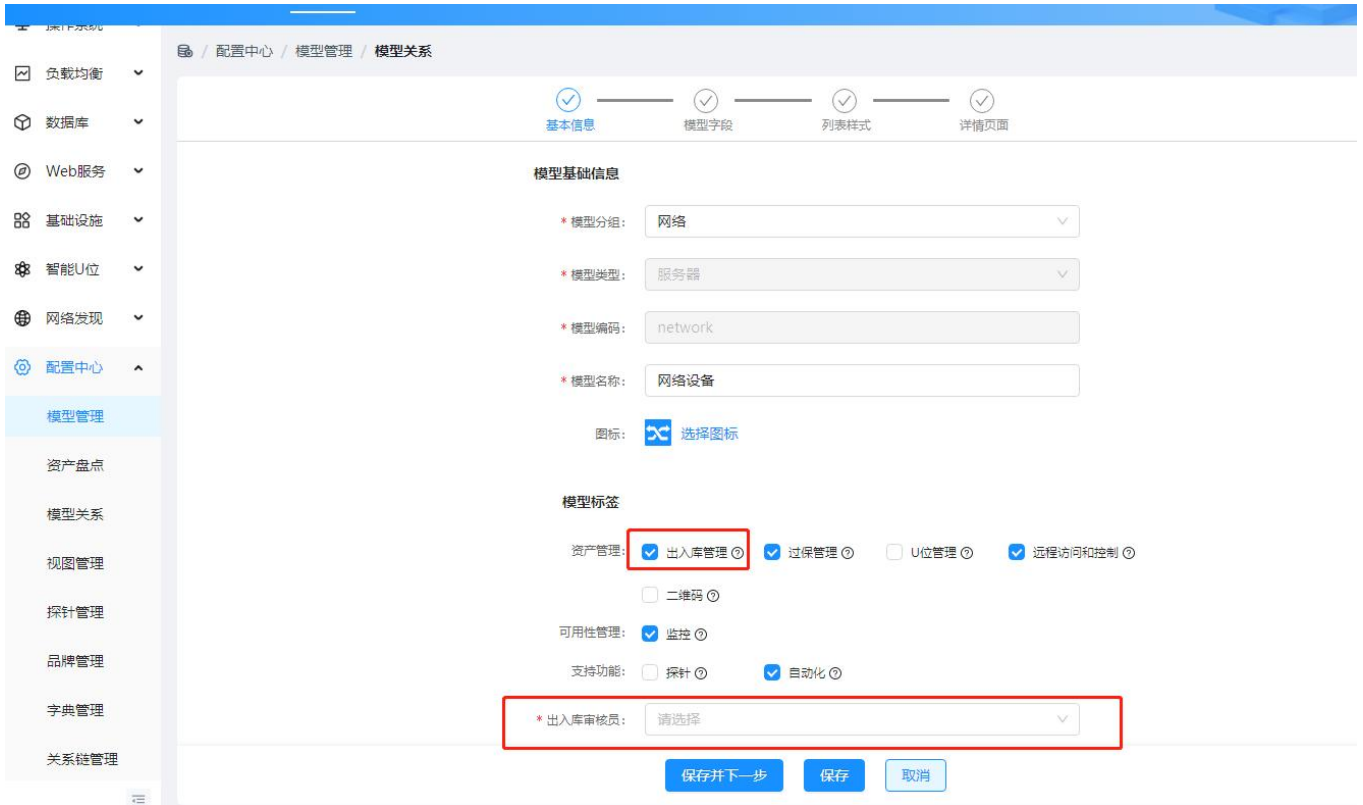 操作系统
负载均衡
数据库
Web服务
基础设施
智能U位
网络发现
配置中心
模型管理
资产盘点
模型关系
视图管理
探针管理
品牌管理
字典管理
关系链管理
/ 配置中心 / 模型管理 / 模型关系
基本信息 模型字段 列表样式 详情页面
模型基础信息
* 模型分组: 网络
* 模型类型: 服务器
* 模型编码: network
* 模型名称: 网络设备
图标: 选择图标
模型标签
资产管理: 出入库管理 过保管理 U位管理 远程访问和控制
二维码
可用性管理: 监控
支持功能: 探针 自动化
* 出入库审核员: 请选择
保存并下一步 保存 取消